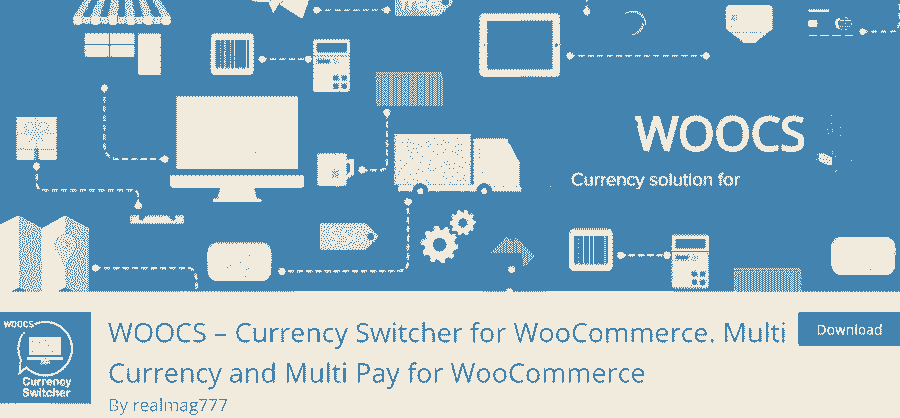 WOOCS
Currency solution for
WOOCS
Currency
Switcher
WOOCS – Currency Switcher for WooCommerce. Multi
Currency and Multi Pay for WooCommerce
Download
By realmag777